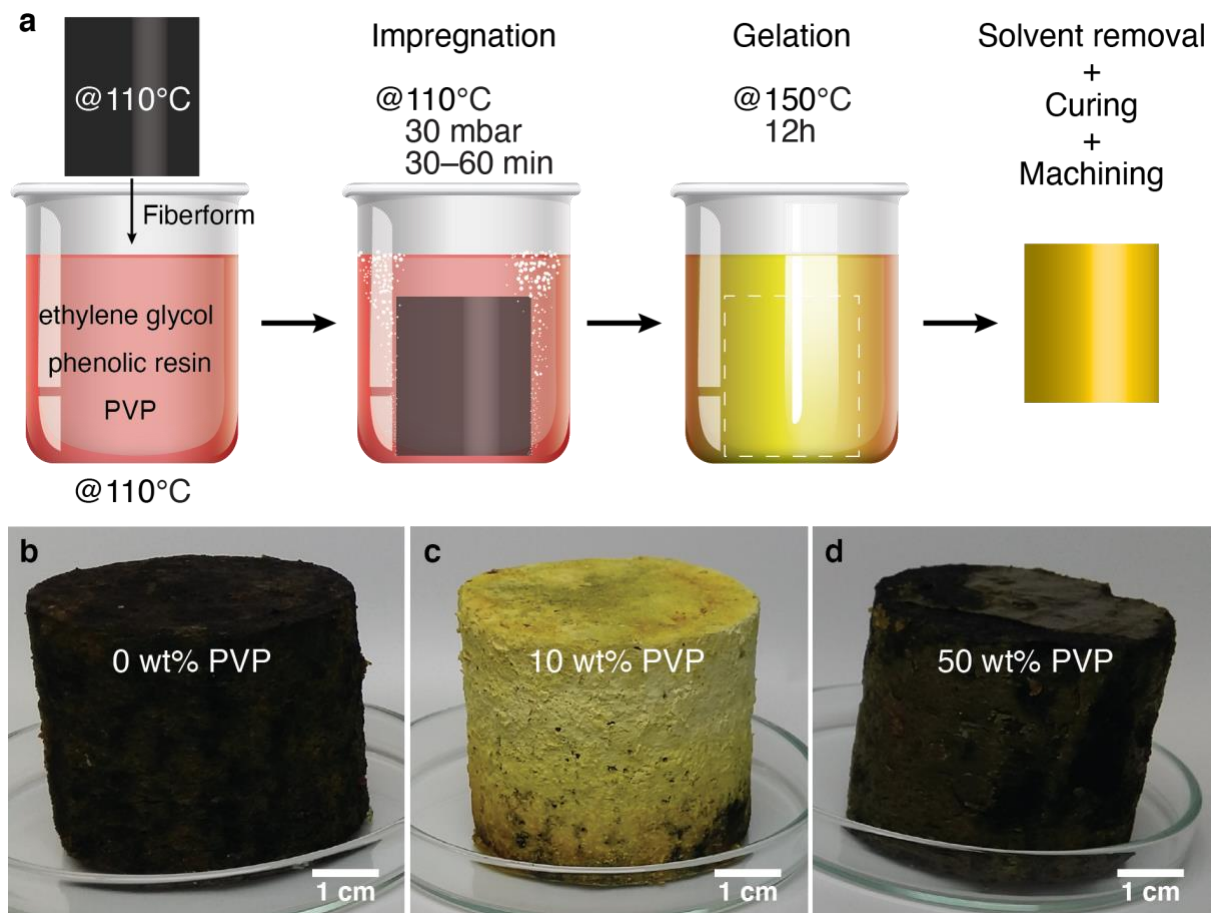 a
@110°C
Fiberform
ethylene glycol
phenolic resin
PVP
@110°C
Impregnation
@110°C
30 mbar
30–60 min
Gelation
@150°C
12h
Solvent removal
+
Curing
+
Machining
b
0 wt% PVP
1 cm
c
10 wt% PVP
1 cm
d
50 wt% PVP
1 cm